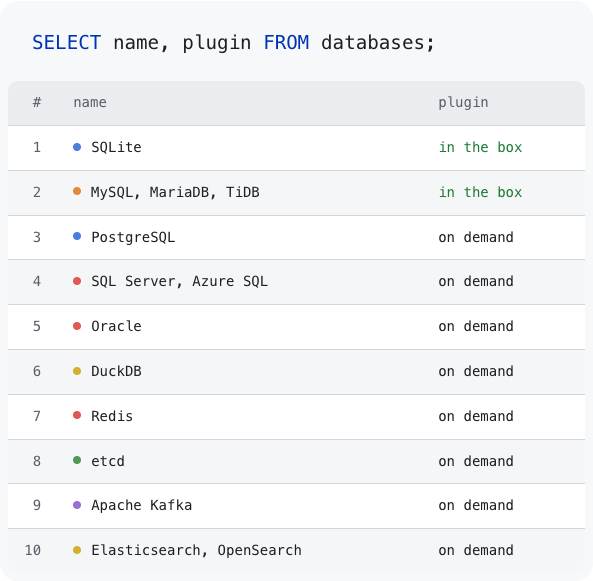 SELECT name, plugin FROM databases;
# name plugin
1 SQLite in the box
2 MySQL, MariaDB, TiDB in the box
3 PostgreSQL on demand
4 SQL Server, Azure SQL on demand
5 Oracle on demand
6 DuckDB on demand
7 Redis on demand
8 etcd on demand
9 Apache Kafka on demand
10 Elasticsearch, OpenSearch on demand